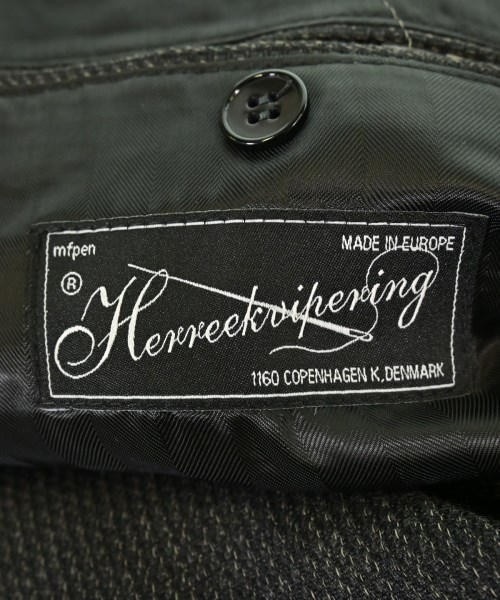 mfpen
MADE IN EUROPE
®
Herreekvipering
1160 COPENHAGEN K, DENMARK